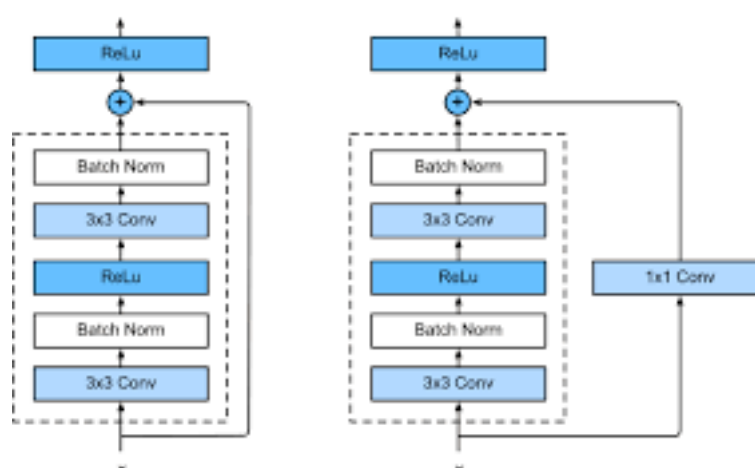 ReLu
+
Batch Norm
3x3 Conv
ReLu
Batch Norm
3x3 Conv
ReLu
+
Batch Norm
3x3 Conv
ReLu
Batch Norm
3x3 Conv
1x1 Conv